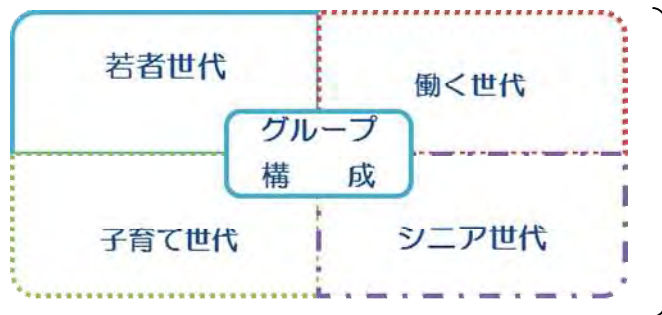 若者世代
働く世代
グループ
構　成
子育て世代
シニア世代